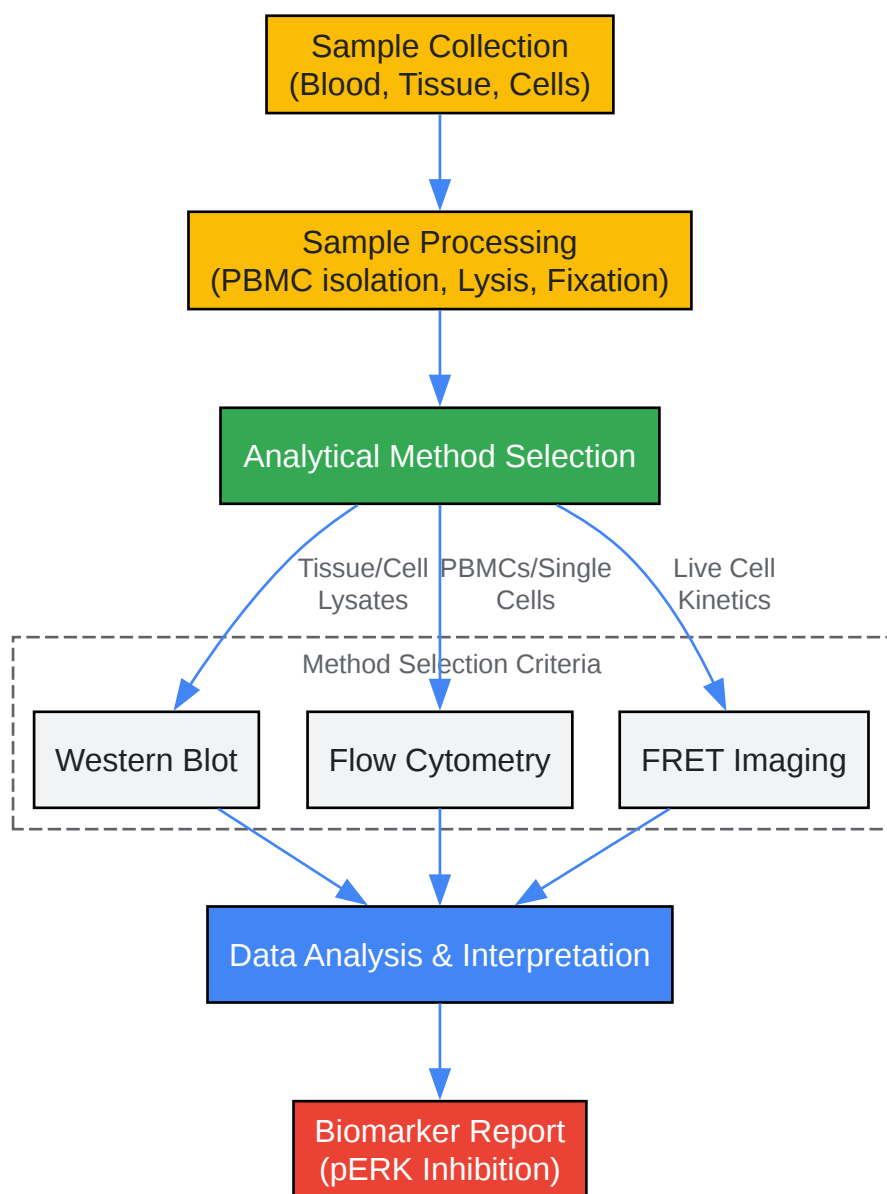 Sample Collection
(Blood, Tissue, Cells)
Sample Processing
(PBMC isolation, Lysis, Fixation)
Analytical Method Selection
Tissue/Cell
Lysates
PBMCs/Single
Cells
Live Cell
Kinetics
Method Selection Criteria
Western Blot
Flow Cytometry
FRET Imaging
Data Analysis & Interpretation
Biomarker Report
(pERK Inhibition)